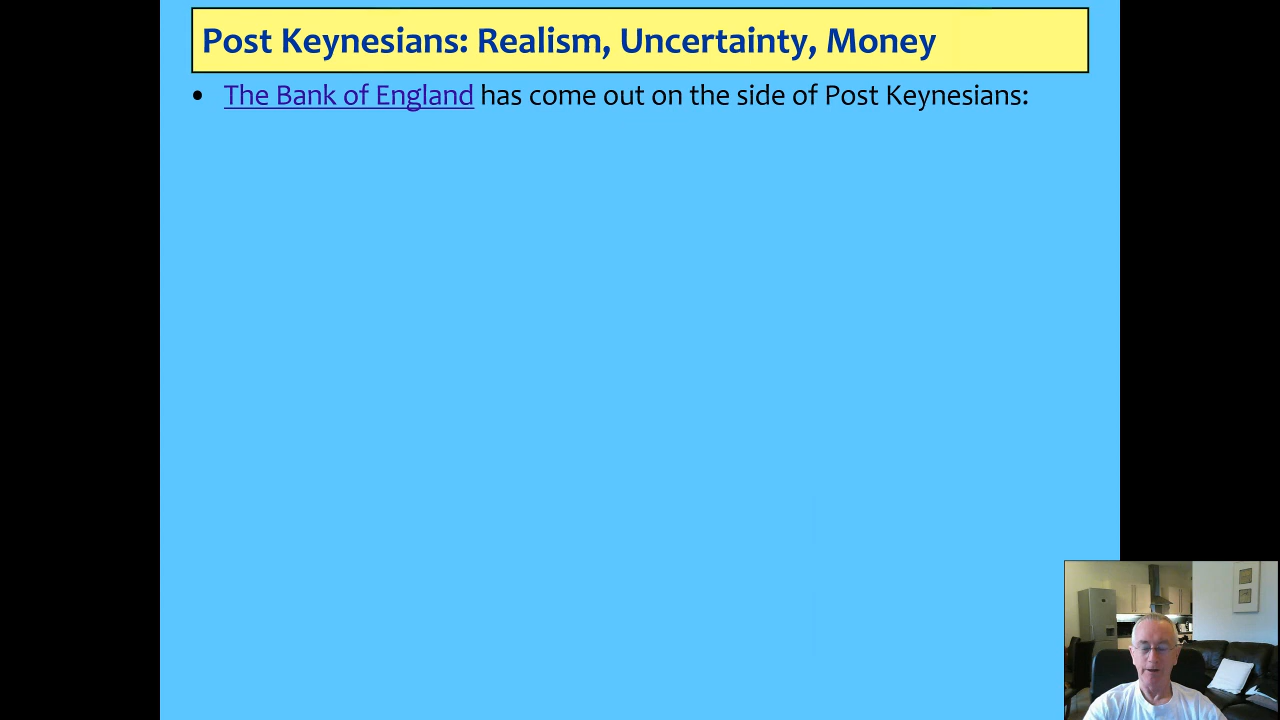 Post Keynesians: Realism, Uncertainty, Money
• The Bank of England has come out on the side of Post Keynesians: